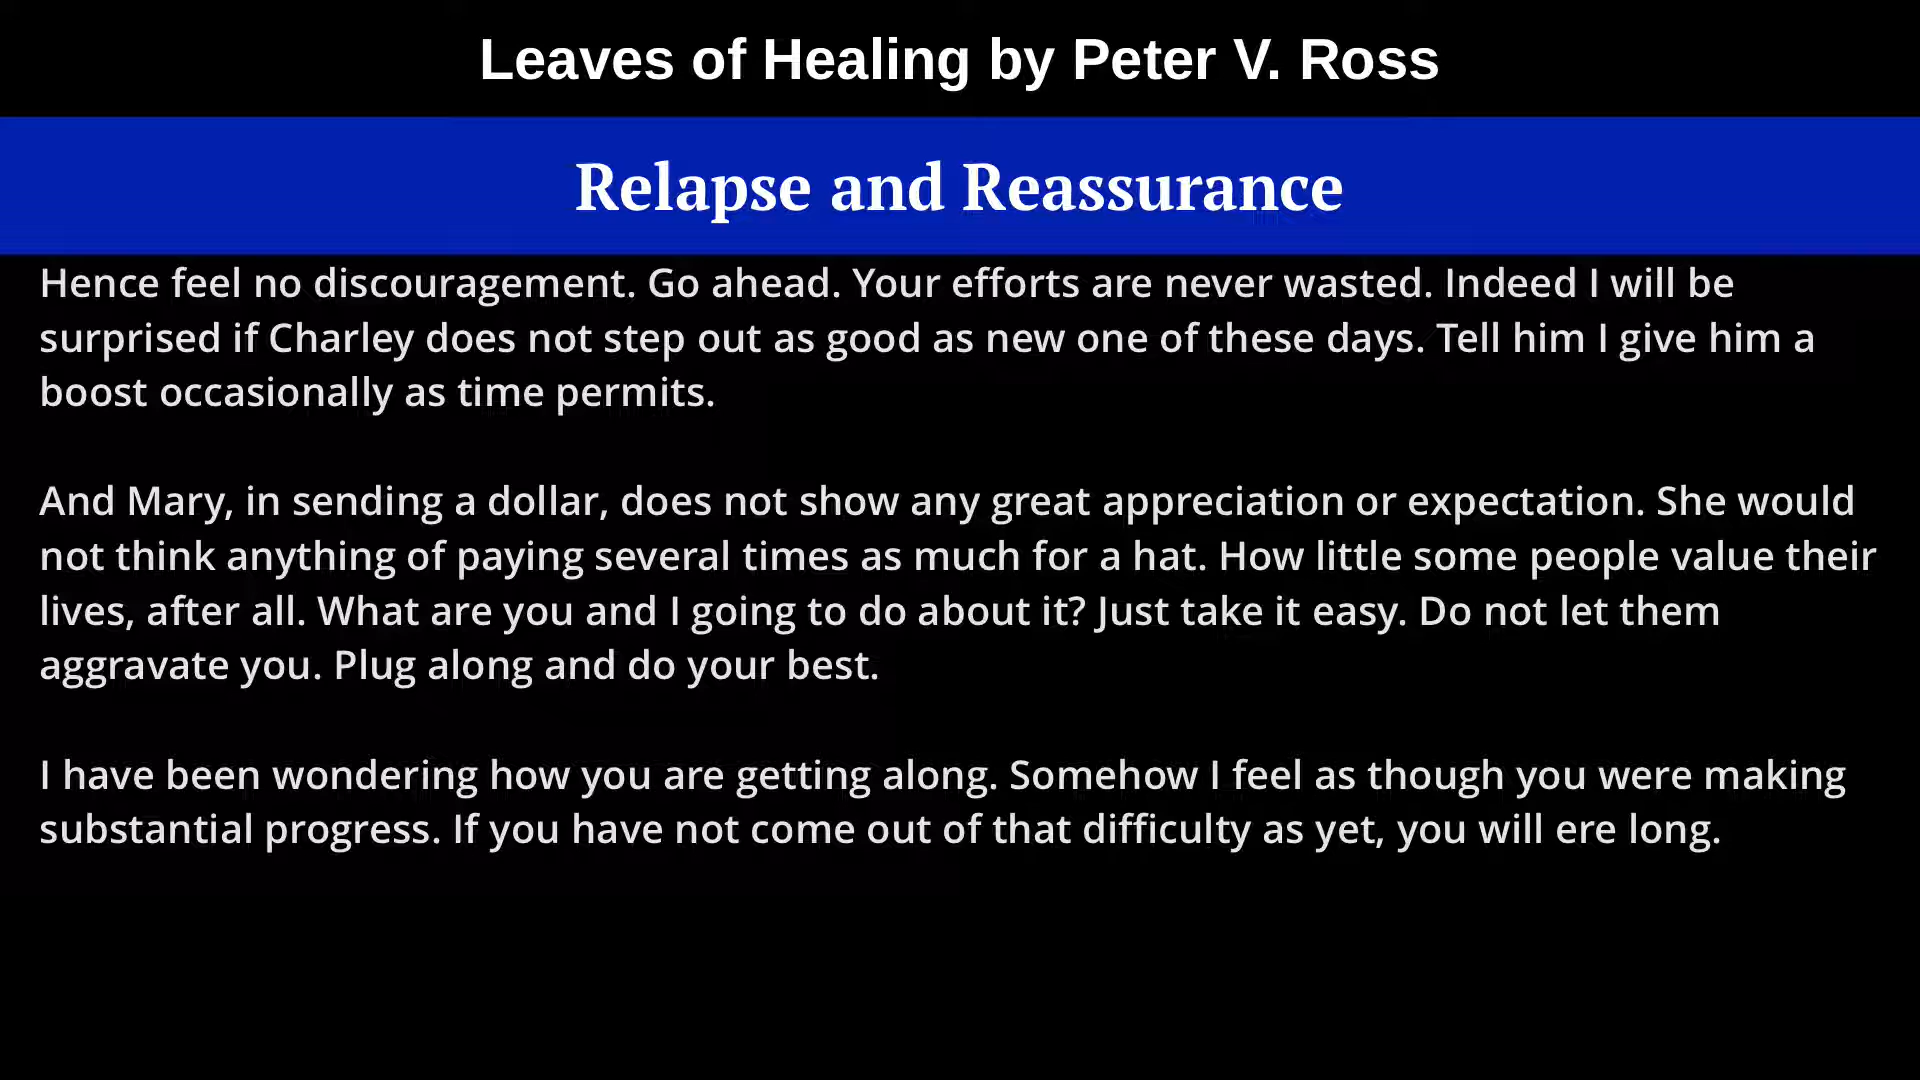 Leaves of Healing by Peter V. Ross
Relapse and Reassurance
Hence feel no discouragement. Go ahead. Your efforts are never wasted. Indeed I will be
surprised if Charley does not step out as good as new one of these days. Tell him I give him a
boost occasionally as time permits.
And Mary, in sending a dollar, does not show any great appreciation or expectation. She would
not think anything of paying several times as much for a hat. How little some people value their
lives, after all. What are you and I going to do about it? Just take it easy. Do not let them
aggravate you. Plug along and do your best.
I have been wondering how you are getting along. Somehow I feel as though you were making
substantial progress. If you have not come out of that difficulty as yet, you will ere long.